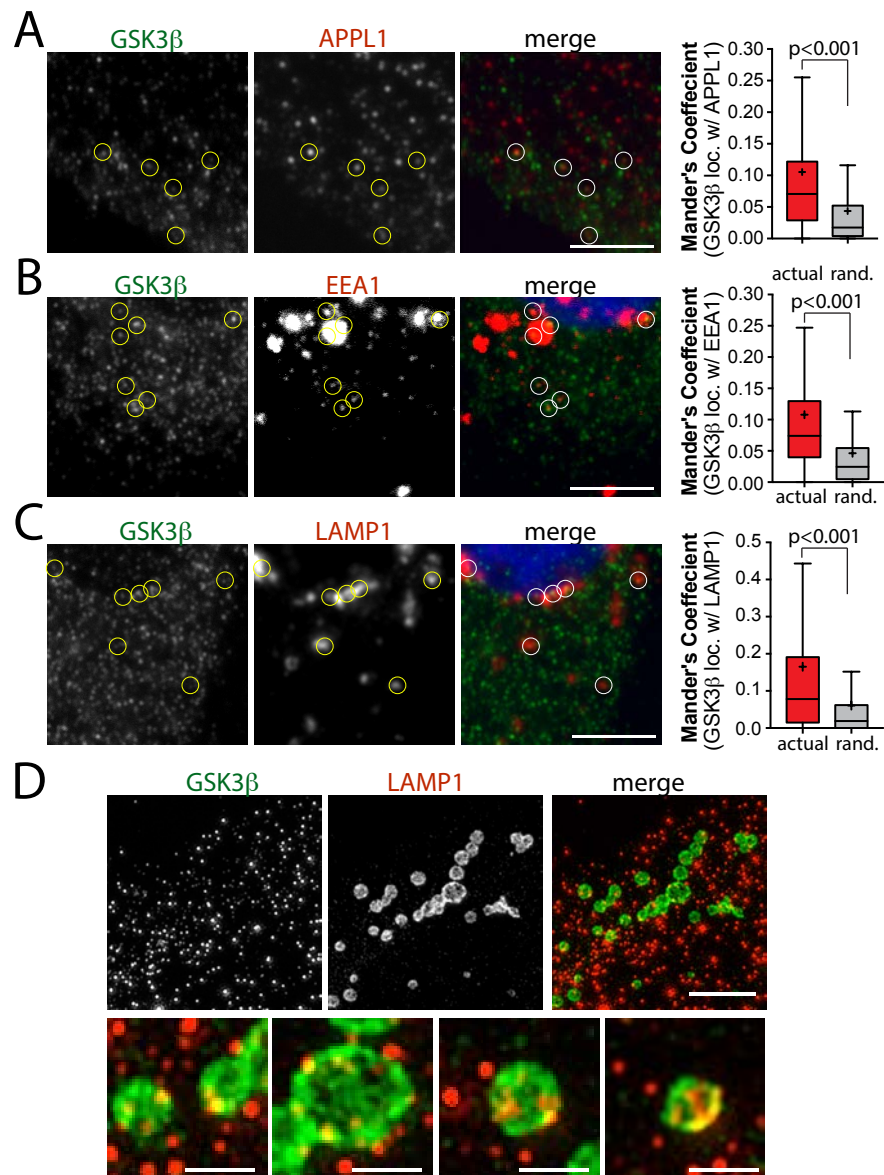 A
GSK3β
APPL1
merge
Mander's Coeffecient
(GSK3β loc. w/ APPL1)
0.30
0.25
0.20
0.15
0.10
0.05
0.00
p<0.001
actual rand.
B
GSK3β
EEA1
merge
Mander's Coeffecient
(GSK3β loc. w/ EEA1)
0.30
0.25
0.20
0.15
0.10
0.05
0.00
p<0.001
actual rand.
C
GSK3β
LAMP1
merge
Mander's Coeffecient
(GSK3β loc. w/ LAMP1)
0.5
0.4
0.3
0.2
0.1
0.0
p<0.001
actual rand.
D
GSK3β
LAMP1
merge